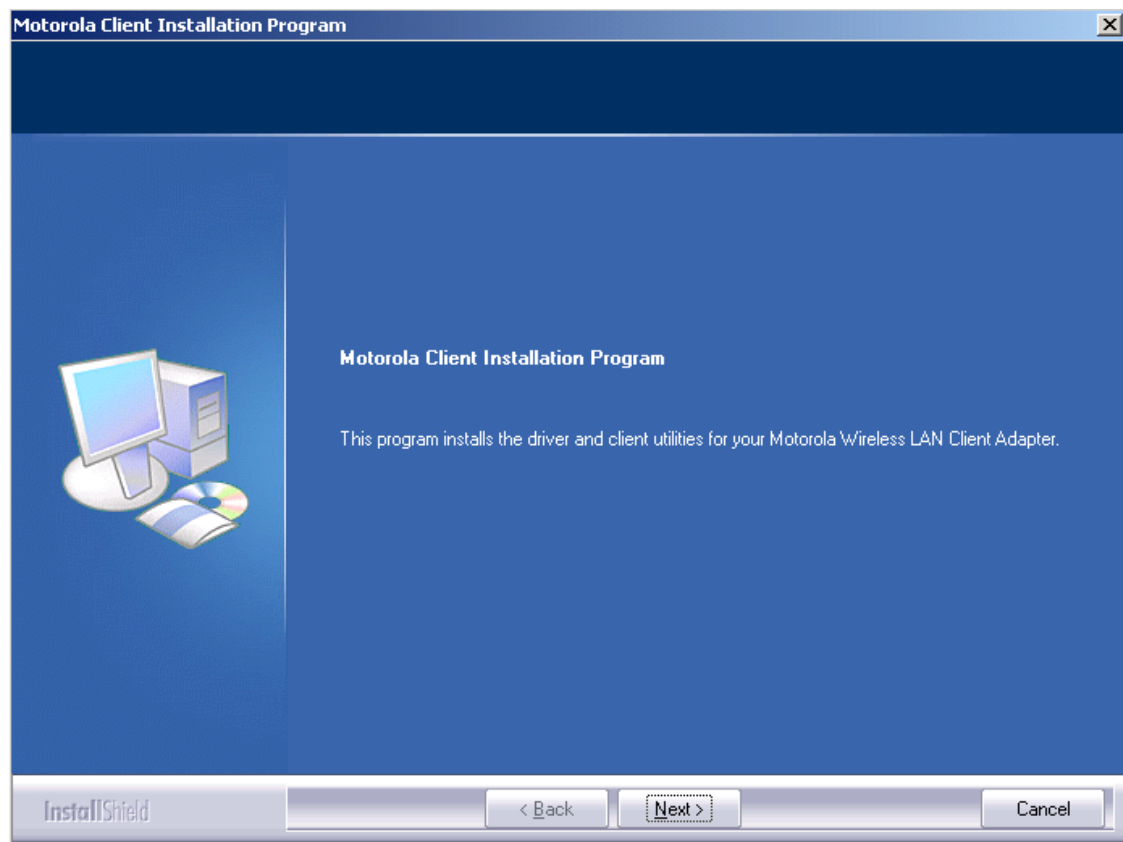 Motorola Client Installation Program
Motorola Client Installation Program
This program installs the driver and client utilities for your Motorola Wireless LAN Client Adapter.
InstallShield
< Back
Next >
Cancel